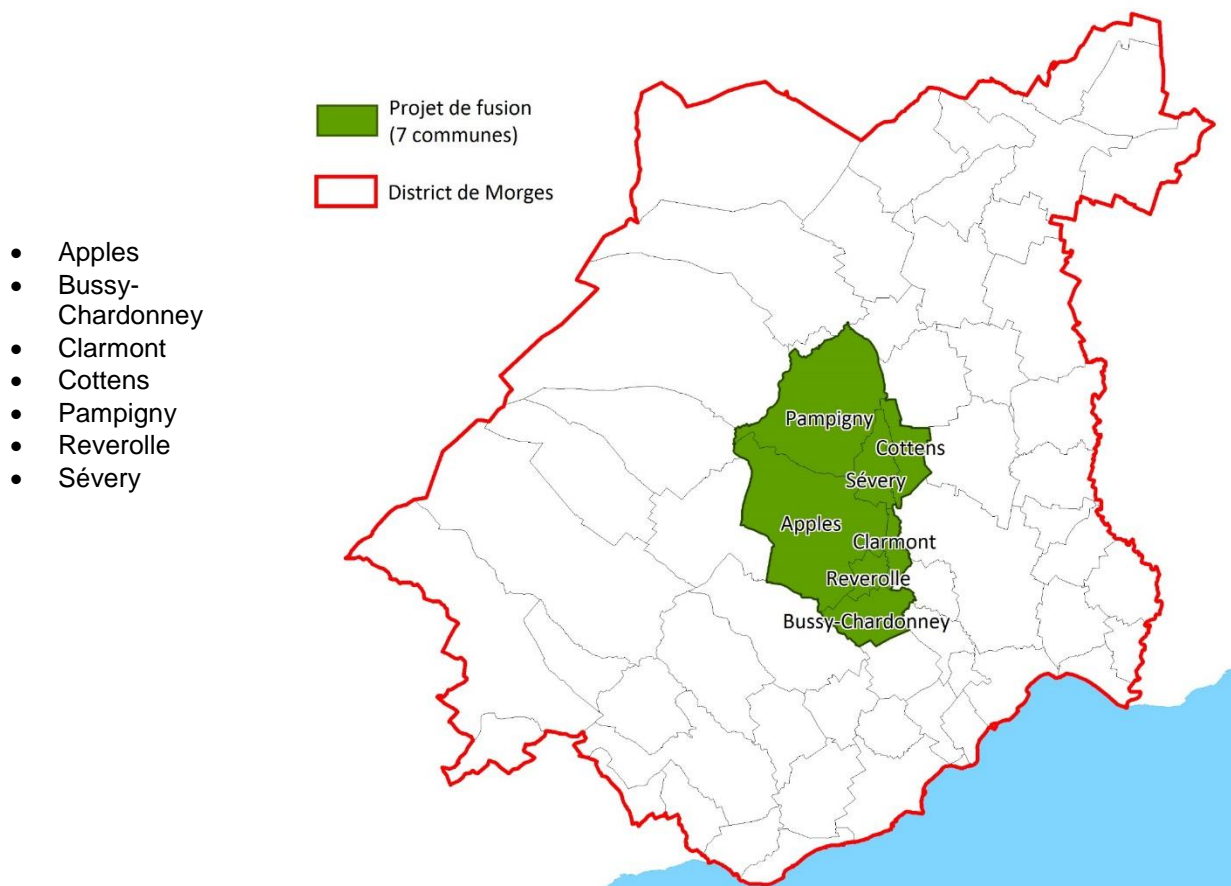 • Apples
• Bussy-
Chardonney
• Clarmont
• Cottens
• Pampigny
• Reverolle
• Sévery
Projet de fusion
(7 communes)
District de Morges
Pampigny
Cottens
Sévery
Apples
Clarmont
Reverolle
Bussy-Chardonney